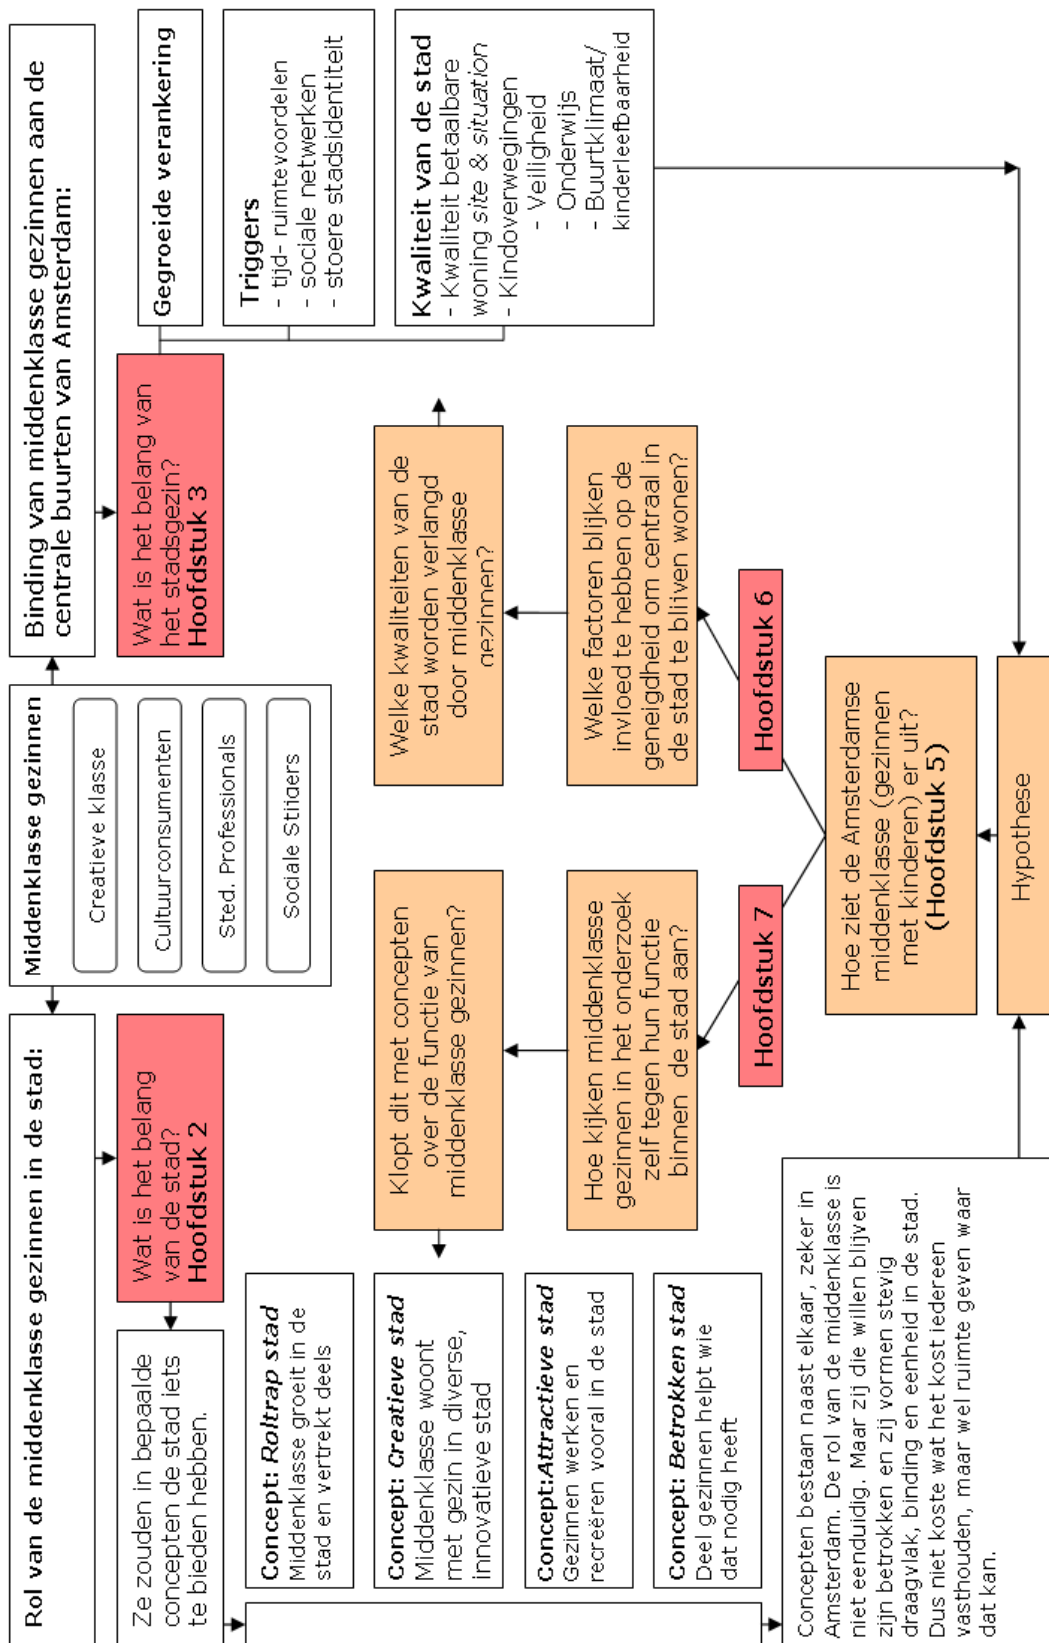 Rol van de middenklasse gezinnen in de stad:
Wat is het belang
van de stad?
Hoofdstuk 2
Ze zouden in bepaalde
concepten de stad iets
te bieden hebben.
Concept: Roltrap stad
Middenklasse groeit in de
stad en vertrekt deels
Concept: Creatieve stad
Middenklasse woont
met gezin in diverse,
innovatieve stad
Concept:Attractieve stad
Gezinnen werken en
recreëren vooral in de stad
Concept: Betrokken stad
Deel gezinnen helpt wie
dat nodig heeft
Concepten bestaan naast elkaar, zeker in
Amsterdam. De rol van de middenklasse is
niet eenduidig. Maar zij die willen blijven
zijn betrokken en zij vormen stevig
draagvlak, binding en eenheid in de stad.
Dus niet koste wat het kost iedereen
vasthouden, maar wel ruimte geven waar
dat kan.
Middenklasse gezinnen
Creatieve klasse
Cultuurconsumenten
Sted. Professionals
Sociale Stijgers
Klopt dit met concepten
over de functie van
middenklasse gezinnen?
Hoe kijken middenklasse
gezinnen in het onderzoek
zelf tegen hun functie
binnen de stad aan?
Hoofdstuk 7
Binding van middenklasse gezinnen aan de
centrale buurten van Amsterdam:
Wat is het belang van
het stadsgezin?
Hoofdstuk 3
Gegroeide verankering
Triggers
- tijd- ruimtevoordelen
- sociale netwerken
- stoere stadsidentiteit
Kwaliteit van de stad
- Kwaliteit betaalbare
woning site & situation
- Kindoverwegingen
- Veiligheid
- Onderwijs
- Buurtklimaat/
kinderleefbaarheid
Welke kwaliteiten van de
stad worden verlangd
door middenklasse
gezinnen?
Welke factoren blijken
invloed te hebben op de
geneigdheid om centraal in
de stad te blijven wonen?
Hoofdstuk 6
Hoe ziet de Amsterdamse
middenklasse (gezinnen
met kinderen) er uit?
(Hoofdstuk 5)
Hypothese